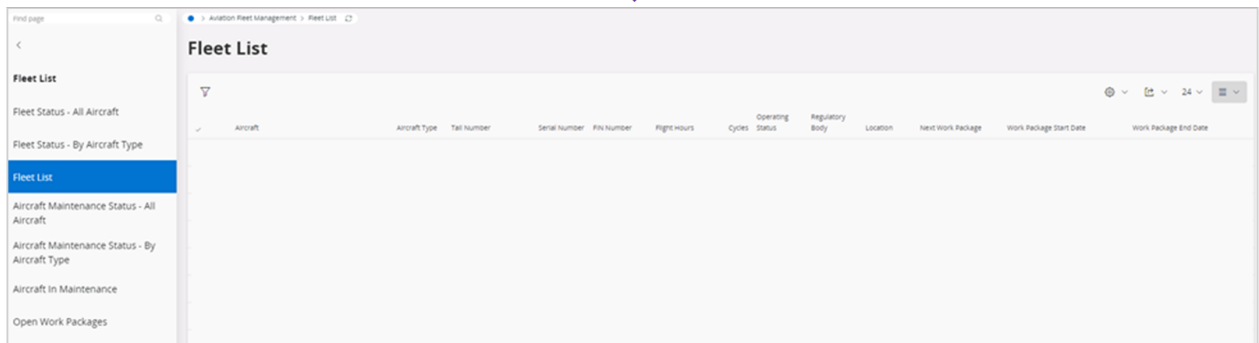 Find page
> Aviation Fleet Management > Fleet List
Fleet List
Fleet List
Fleet Status - All Aircraft
Fleet Status - By Aircraft Type
Fleet List
Aircraft Maintenance Status - All
Aircraft
Aircraft Maintenance Status - By
Aircraft Type
Aircraft In Maintenance
Open Work Packages
24
Aircraft Aircraft Type Tail Number Serial Number FIN Number Flight Hours Cycles Operating Status Regulatory Body Location Next Work Package Work Package Start Date Work Package End Date